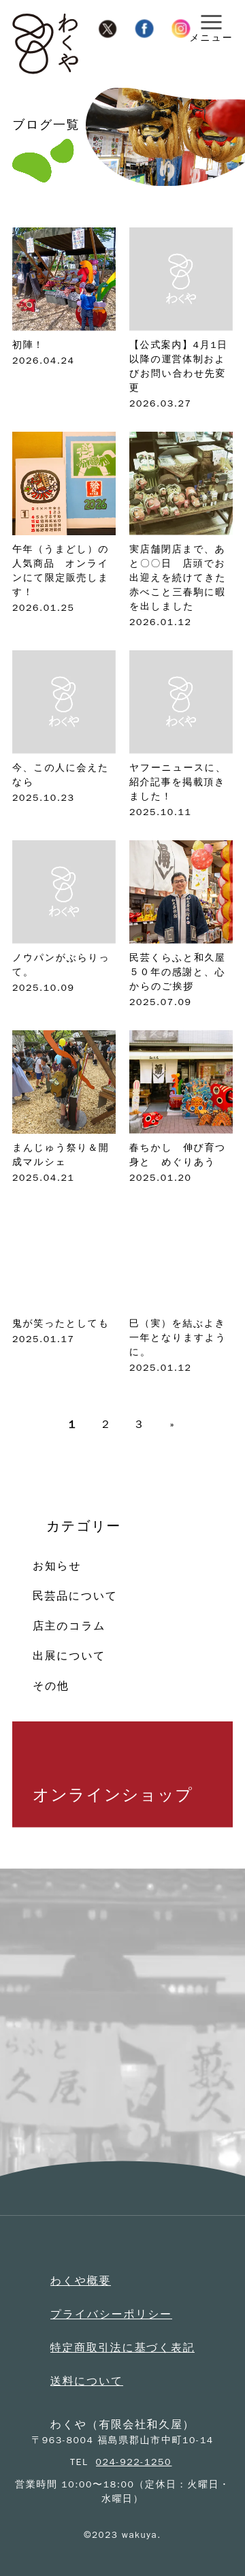 わくや
メニュー
ブログ一覧
初陣！
2026.04.24
わくや
【公式案内】4月1日
以降の運営体制およ
びお問い合わせ先変
更
2026.03.27
午年（うまどし）の
人気商品　オンライ
ンにて限定販売しま
す！
2026.01.25
実店舗閉店まで、あ
と〇〇日　店頭でお
出迎えを続けてきた
赤べこと三春駒に暇
を出しました
2026.01.12
わくや
今、この人に会えた
なら
2025.10.23
わくや
ヤフーニュースに、
紹介記事を掲載頂き
ました！
2025.10.11
わくや
ノウパンがぶらりっ
て。
2025.10.09
民芸くらふと和久屋
５０年の感謝と、心
からのご挨拶
2025.07.09
まんじゅう祭り＆開
成マルシェ
2025.04.21
春ちかし　伸び育つ
身と　めぐりあう
2025.01.20
鬼が笑ったとしても
2025.01.17
巳（実）を結ぶよき
一年となりますよう
に。
2025.01.12
1 2 3 »
カテゴリー
お知らせ
民芸品について
店主のコラム
出展について
その他
オンラインショップ
わくや概要
プライバシーポリシー
特定商取引法に基づく表記
送料について
わくや（有限会社和久屋）
〒963-8004 福島県郡山市中町10-14
TEL 024-922-1250
営業時間 10:00〜18:00（定休日：火曜日・
水曜日）
©2023 wakuya.